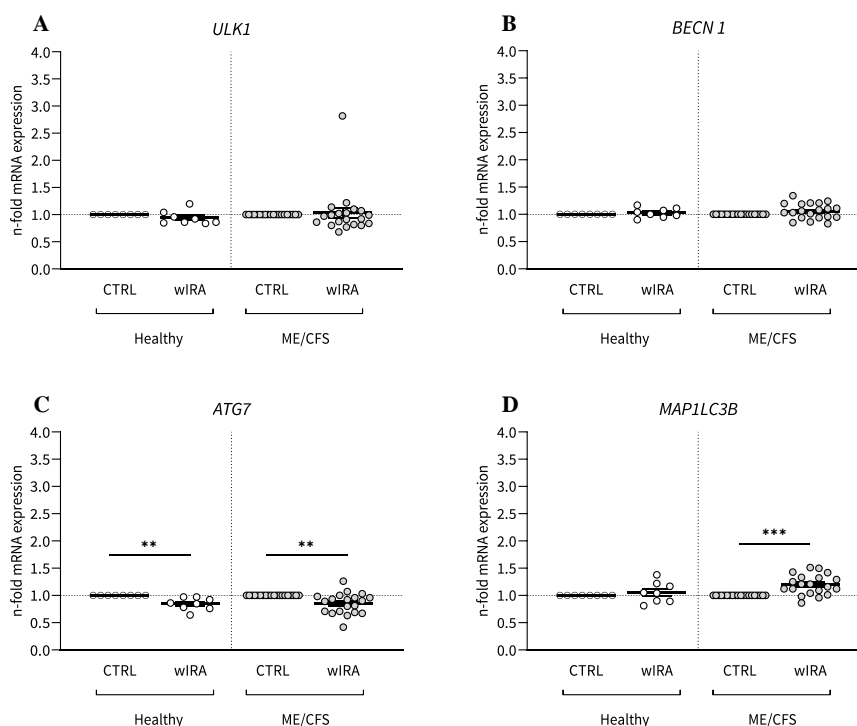 A
ULK1
n-fold mRNA expression
4.0
3.5
3.0
2.5
2.0
1.5
1.0
0.5
0.0
CTRL wIRA CTRL wIRA
Healthy ME/CFS
B
BECN 1
n-fold mRNA expression
4.0
3.5
3.0
2.5
2.0
1.5
1.0
0.5
0.0
CTRL wIRA CTRL wIRA
Healthy ME/CFS
C
ATG7
n-fold mRNA expression
4.0
3.5
3.0
2.5
2.0
1.5
1.0
0.5
0.0
** **
CTRL wIRA CTRL wIRA
Healthy ME/CFS
D
MAP1LC3B
n-fold mRNA expression
4.0
3.5
3.0
2.5
2.0
1.5
1.0
0.5
0.0
***
CTRL wIRA CTRL wIRA
Healthy ME/CFS